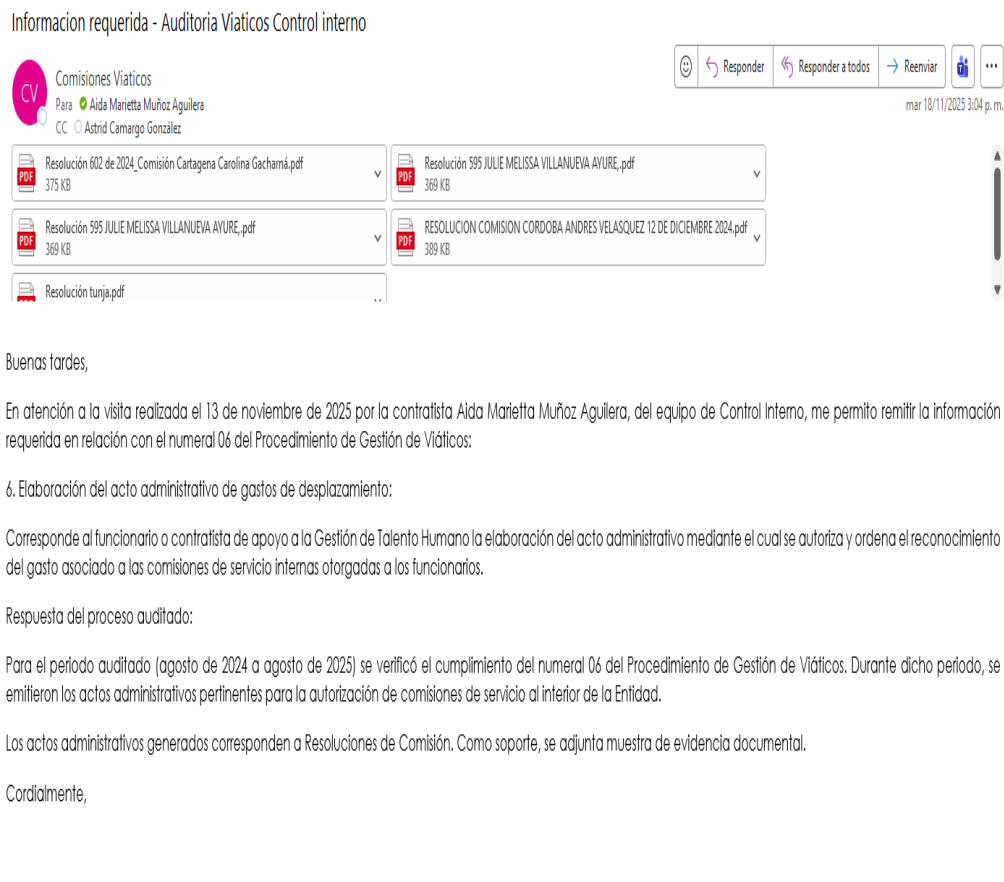 Informacion requerida - Auditoria Viaticos Control interno
CV
Comisiones Viaticos
Para Aida Marietta Muñoz Aguilera
CC Astrid Camargo González
Responder
Responder a todos
Reenviar
mar 18/11/2025 3:04 p. m.
PDF
Resolución 602 de 2024_Comisión Cartagena Carolina Gachamá.pdf
375 KB
PDF
Resolución 595 JULIE MELISSA VILLANUEVA AYURE,.pdf
369 KB
PDF
Resolución 595 JULIE MELISSA VILLANUEVA AYURE,.pdf
369 KB
PDF
RESOLUCION COMISION CORDOBA ANDRES VELASQUEZ 12 DE DICIEMBRE 2024.pdf
389 KB
Resolución tunja.pdf
Buenas tardes,
En atención a la visita realizada el 13 de noviembre de 2025 por la contratista Aida Marietta Muñoz Aguilera, del equipo de Control Interno, me permito remitir la información
requerida en relación con el numeral 06 del Procedimiento de Gestión de Viáticos:
6. Elaboración del acto administrativo de gastos de desplazamiento:
Corresponde al funcionario o contratista de apoyo a la Gestión de Talento Humano la elaboración del acto administrativo mediante el cual se autoriza y ordena el reconocimiento
del gasto asociado a las comisiones de servicio internas otorgadas a los funcionarios.
Respuesta del proceso auditado:
Para el periodo auditado (agosto de 2024 a agosto de 2025) se verificó el cumplimiento del numeral 06 del Procedimiento de Gestión de Viáticos. Durante dicho periodo, se
emitieron los actos administrativos pertinentes para la autorización de comisiones de servicio al interior de la Entidad.
Los actos administrativos generados corresponden a Resoluciones de Comisión. Como soporte, se adjunta muestra de evidencia documental.
Cordialmente,